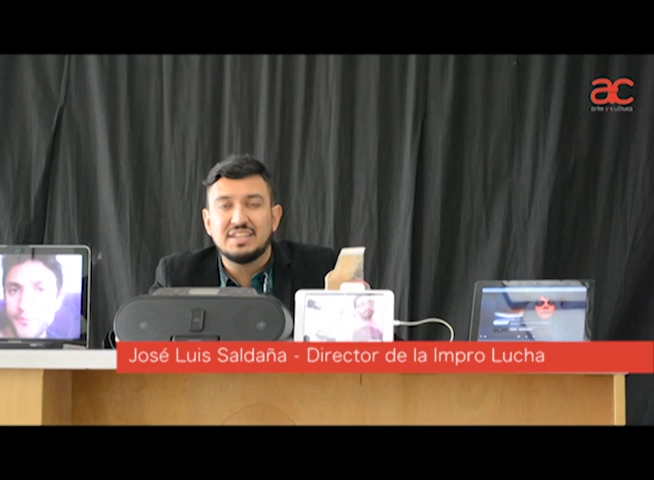 ac
arte y cultura
José Luis Saldaña - Director de la Impro Lucha